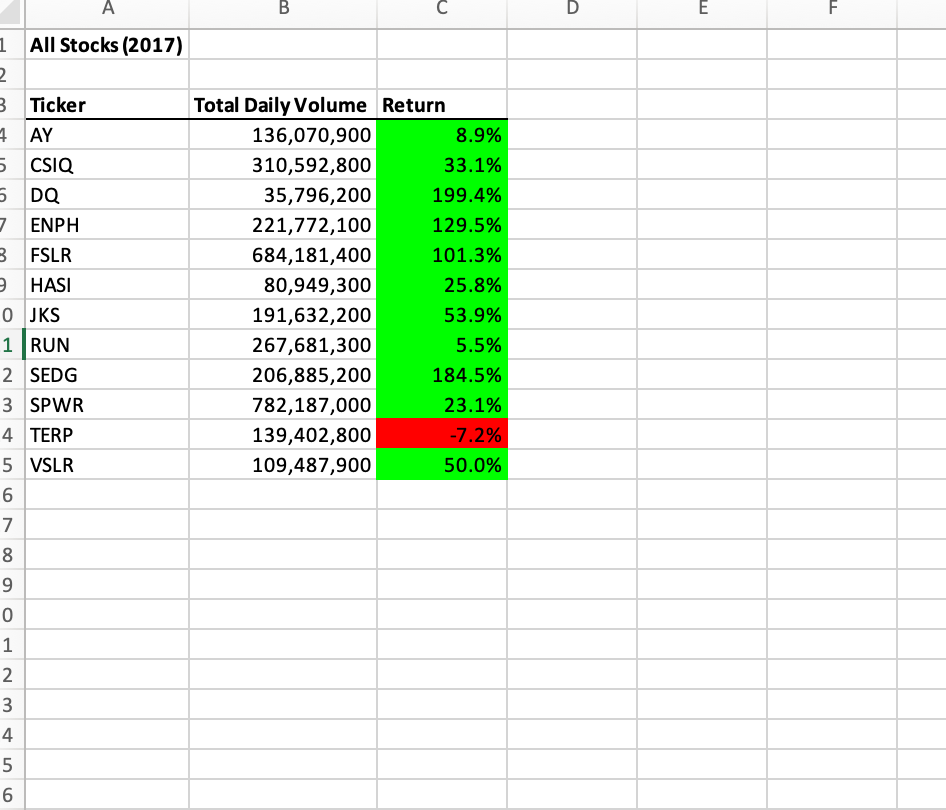 A B C D E F
1 All Stocks (2017)
2
3 Ticker Total Daily Volume Return
4 AY 136,070,900 8.9%
5 CSIQ 310,592,800 33.1%
6 DQ 35,796,200 199.4%
7 ENPH 221,772,100 129.5%
8 FSLR 684,181,400 101.3%
9 HASI 80,949,300 25.8%
0 JKS 191,632,200 53.9%
1 RUN 267,681,300 5.5%
2 SEDG 206,885,200 184.5%
3 SPWR 782,187,000 23.1%
4 TERP 139,402,800 -7.2%
5 VSLR 109,487,900 50.0%
6
7
8
9
0
1
2
3
4
5
6